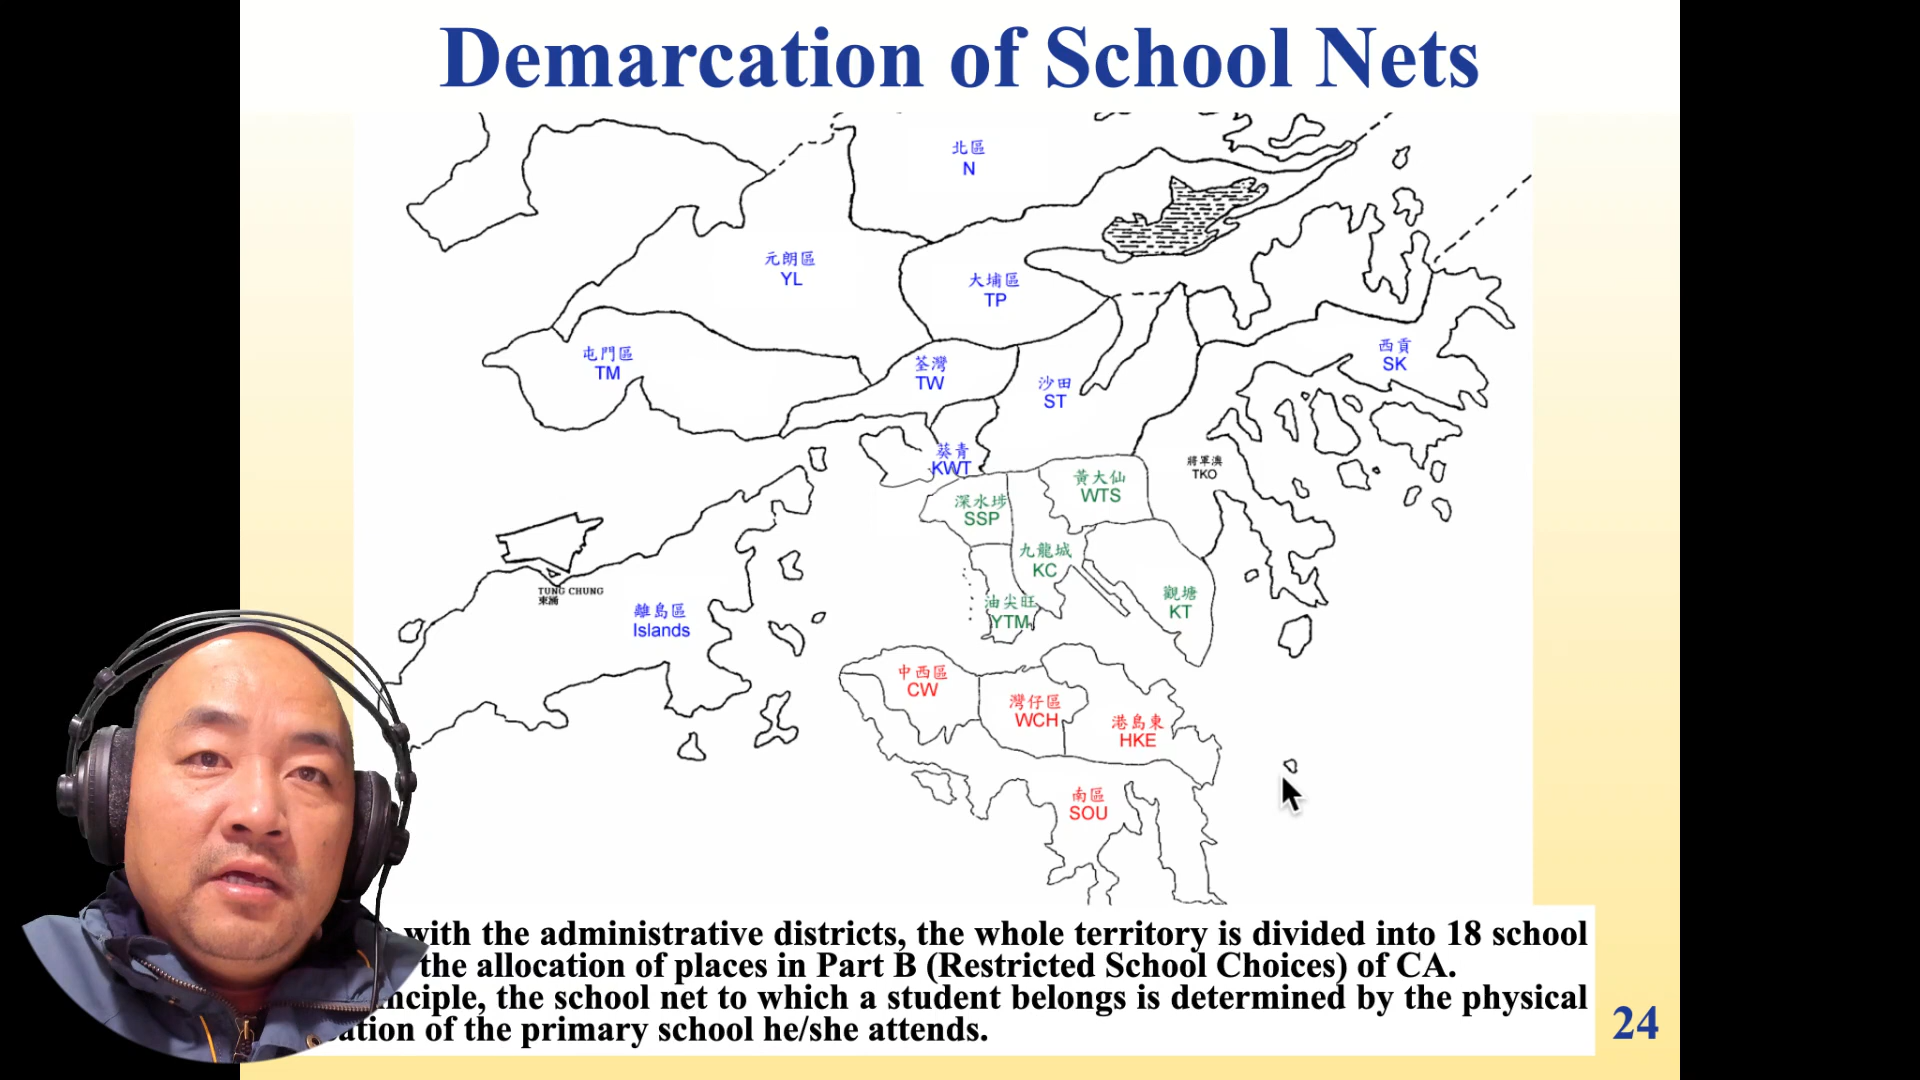 Demarcation of School Nets
北區
N
元朗區
YL
大埔區
TP
屯門區
TM
荃灣
TW
沙田
ST
西貢
SK
葵青
KWT
將軍澳
TKO
黃大仙
WTS
深水埗
SSP
九龍城
KC
觀塘
KT
油尖旺
YTM
TUNG CHUNG
東涌
離島區
Islands
中西區
CW
灣仔區
WCH
港島東
HKE
南區
SOU
with the administrative districts, the whole territory is divided into 18 school
the allocation of places in Part B (Restricted School Choices) of CA.
nciple, the school net to which a student belongs is determined by the physical
ation of the primary school he/she attends.
24